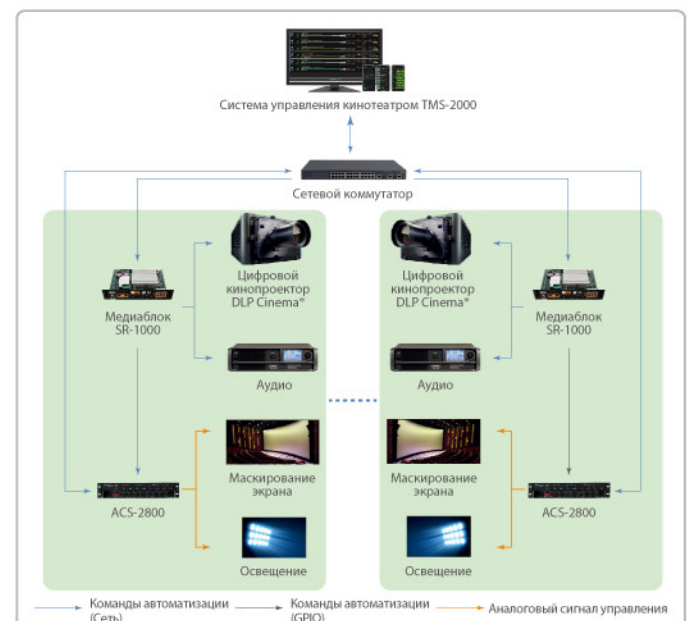 Система управления кинотеатром TMS-2000
Сетевой коммутатор
Цифровой
кинопроектор
DLP Cinema®
Медиаблок
SR-1000
Аудио
Маскирование
экрана
ACS-2800
Освещение
Цифровой
кинопроектор
DLP Cinema®
Медиаблок
SR-1000
Аудио
Маскирование
экрана
ACS-2800
Освещение
Команды автоматизации
(Сеть)
Команды автоматизации
(GPIO)
Аналоговый сигнал управления